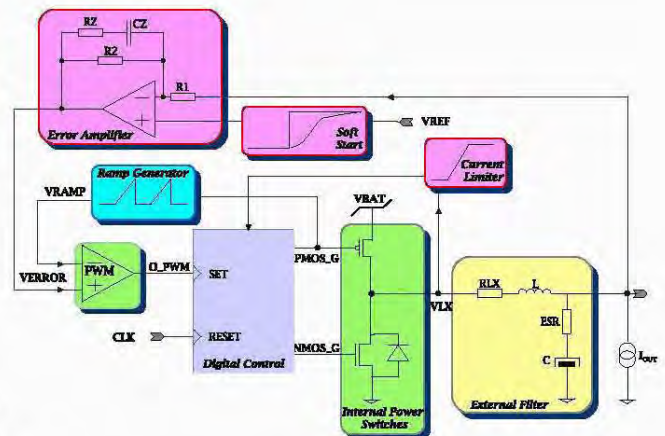 RZ
CZ
R2
R1
Error Amplifier
VREF
Soft
Start
Ramp Generator
VRAMP
Current
Limiter
VBAT
PWM
O_PWM
VERROR
SET
PMOS_G
CLK
RESET
NMOS_G
Digital Control
VLX
RLX
L
ESR
C
IOUT
Internal Power
Switches
External Filter